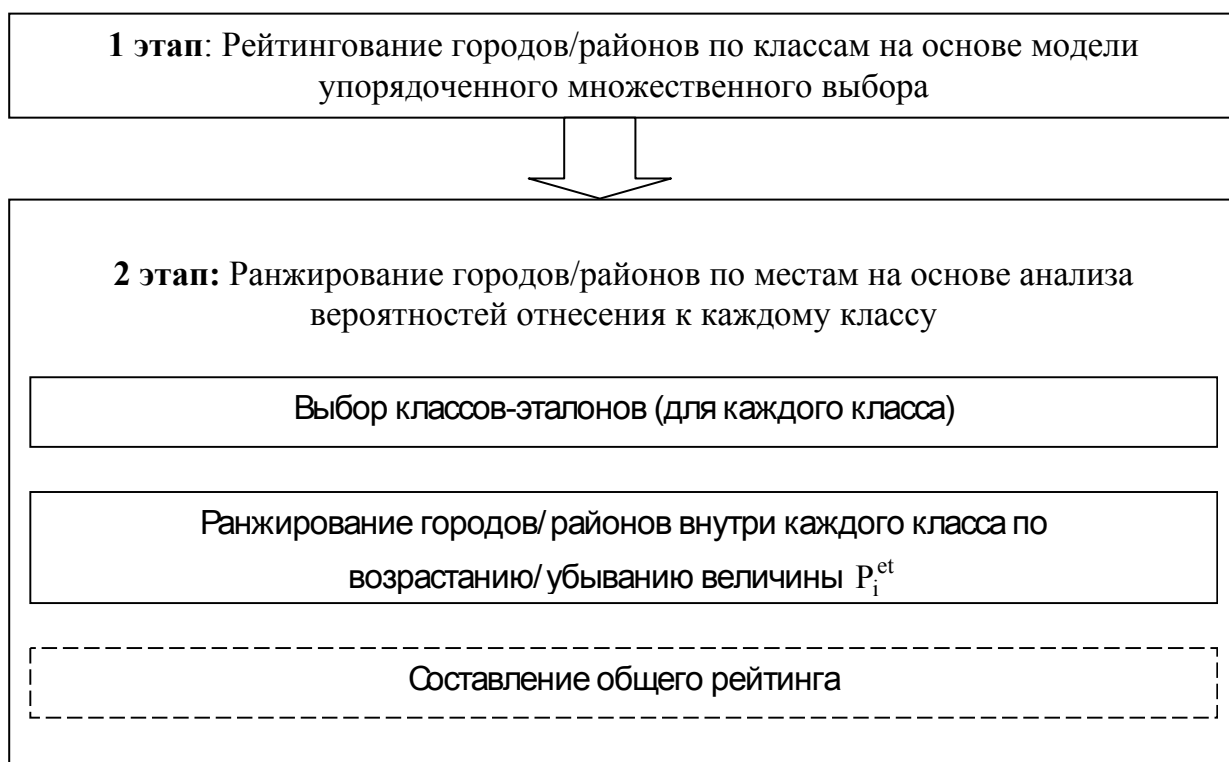 1 этап: Рейтингование городов/районов по классам на основе модели
упорядоченного множественного выбора
2 этап: Ранжирование городов/районов по местам на основе анализа
вероятностей отнесения к каждому классу
Выбор классов-эталонов (для каждого класса)
Ранжирование городов/районов внутри каждого класса по
возрастанию/убыванию величины P_i^et
Составление общего рейтинга